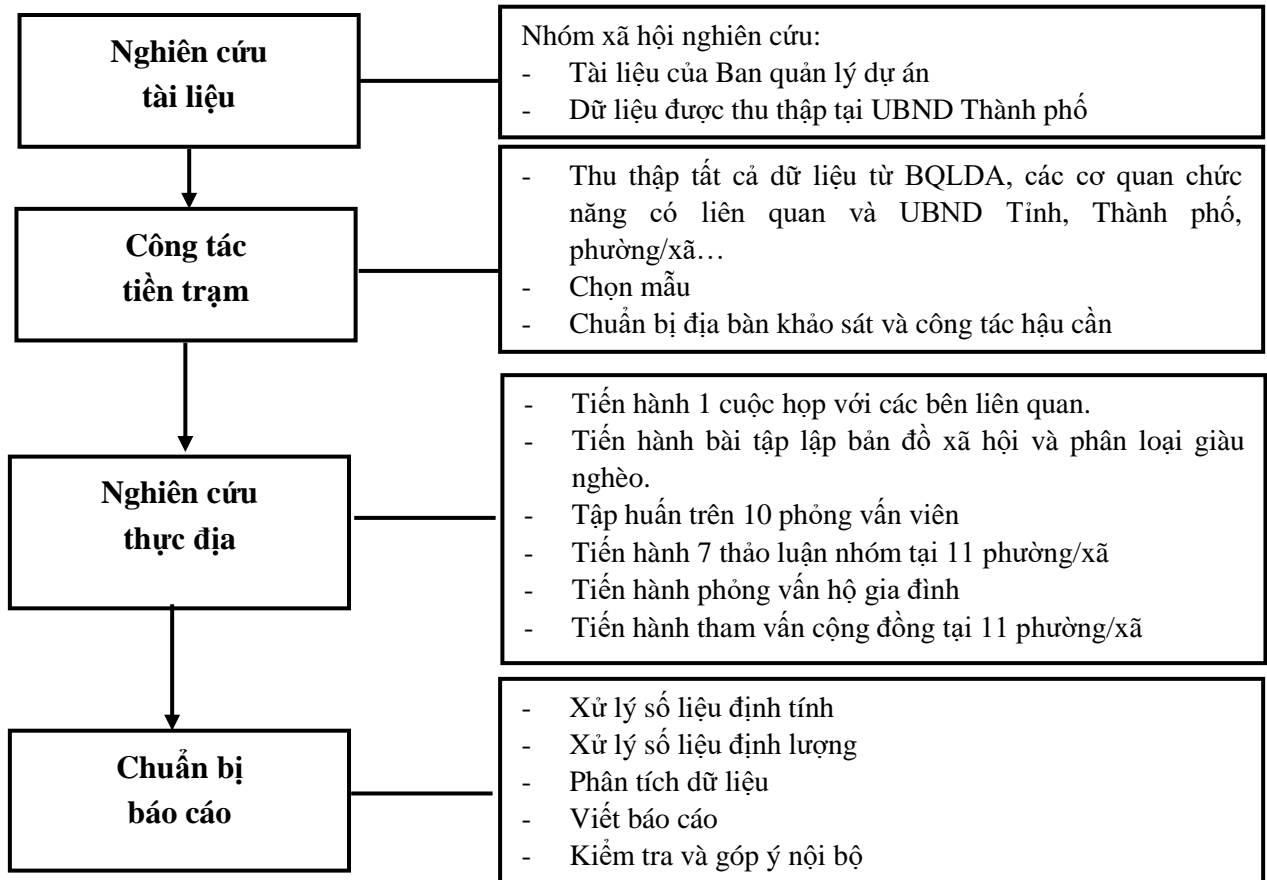 Nghiên cứu
tài liệu
Nhóm xã hội nghiên cứu:
- Tài liệu của Ban quản lý dự án
- Dữ liệu được thu thập tại UBND Thành phố
Công tác
tiền trạm
- Thu thập tất cả dữ liệu từ BQLDA, các cơ quan chức
năng có liên quan và UBND Tỉnh, Thành phố,
phường/xã…
- Chọn mẫu
- Chuẩn bị địa bàn khảo sát và công tác hậu cần
Nghiên cứu
thực địa
- Tiến hành 1 cuộc họp với các bên liên quan.
- Tiến hành bài tập lập bản đồ xã hội và phân loại giàu
nghèo.
- Tập huấn trên 10 phỏng vấn viên
- Tiến hành 7 thảo luận nhóm tại 11 phường/xã
- Tiến hành phỏng vấn hộ gia đình
- Tiến hành tham vấn cộng đồng tại 11 phường/xã
Chuẩn bị
báo cáo
- Xử lý số liệu định tính
- Xử lý số liệu định lượng
- Phân tích dữ liệu
- Viết báo cáo
- Kiểm tra và góp ý nội bộ